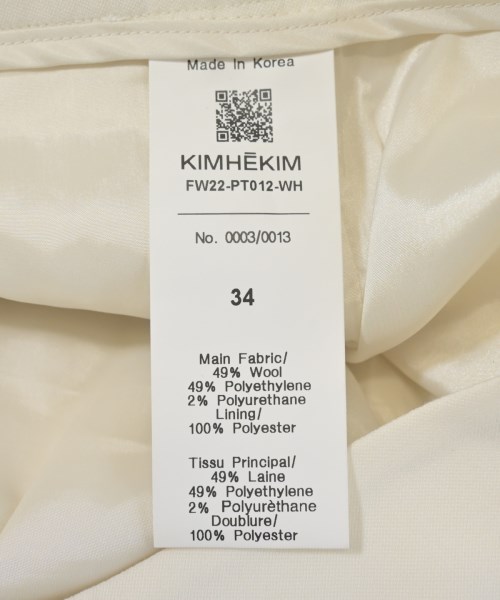 Made In Korea
KIMHĒKIM
FW22-PT012-WH
No. 0003/0013
34
Main Fabric/
49% Wool
49% Polyethylene
2% Polyurethane
Lining/
100% Polyester
Tissu Principal/
49% Laine
49% Polyethylene
2% Polyurèthane
Doublure/
100% Polyester